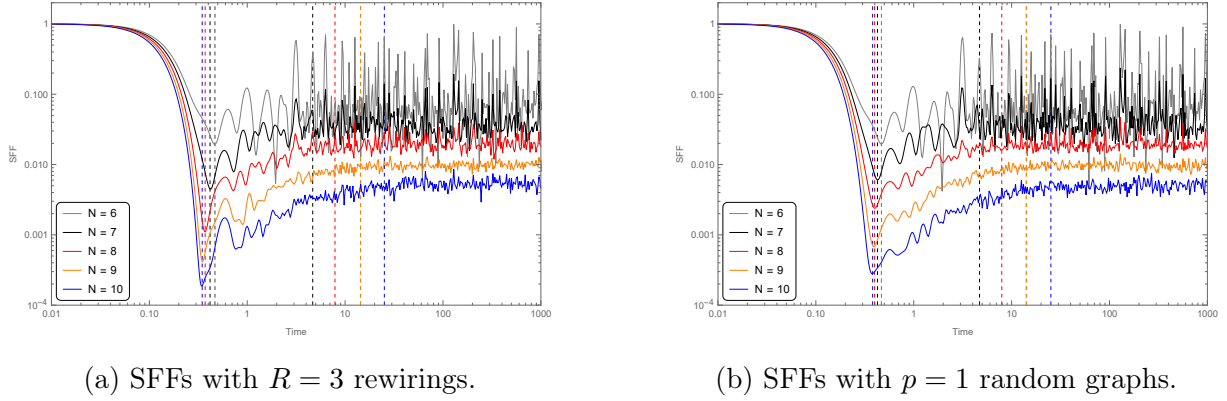 1
0.100
0.010
0.001
10⁻⁴
SFF
N = 6
N = 7
N = 8
N = 9
N = 10
0.01
0.10
1
10
100
1000
Time
1
0.100
0.010
0.001
10⁻⁴
SFF
N = 6
N = 7
N = 8
N = 9
N = 10
0.01
0.10
1
10
100
1000
Time
(a) SFFs with R = 3 rewirings.
(b) SFFs with p = 1 random graphs.